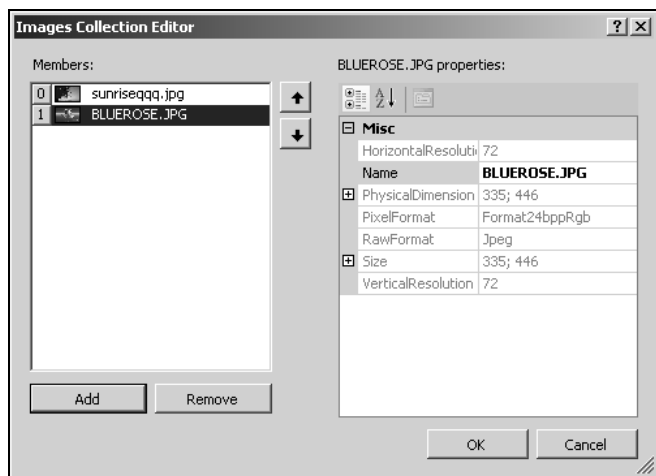 Images Collection Editor
Members:
0 sunriseqqq.jpg
1 BLUEROSE.JPG
Add
Remove
BLUEROSE.JPG properties:
Misc
HorizontalResoluti 72
Name BLUEROSE.JPG
PhysicalDimension 335; 446
PixelFormat Format24bppRgb
RawFormat Jpeg
Size 335; 446
VerticalResolution 72
OK
Cancel